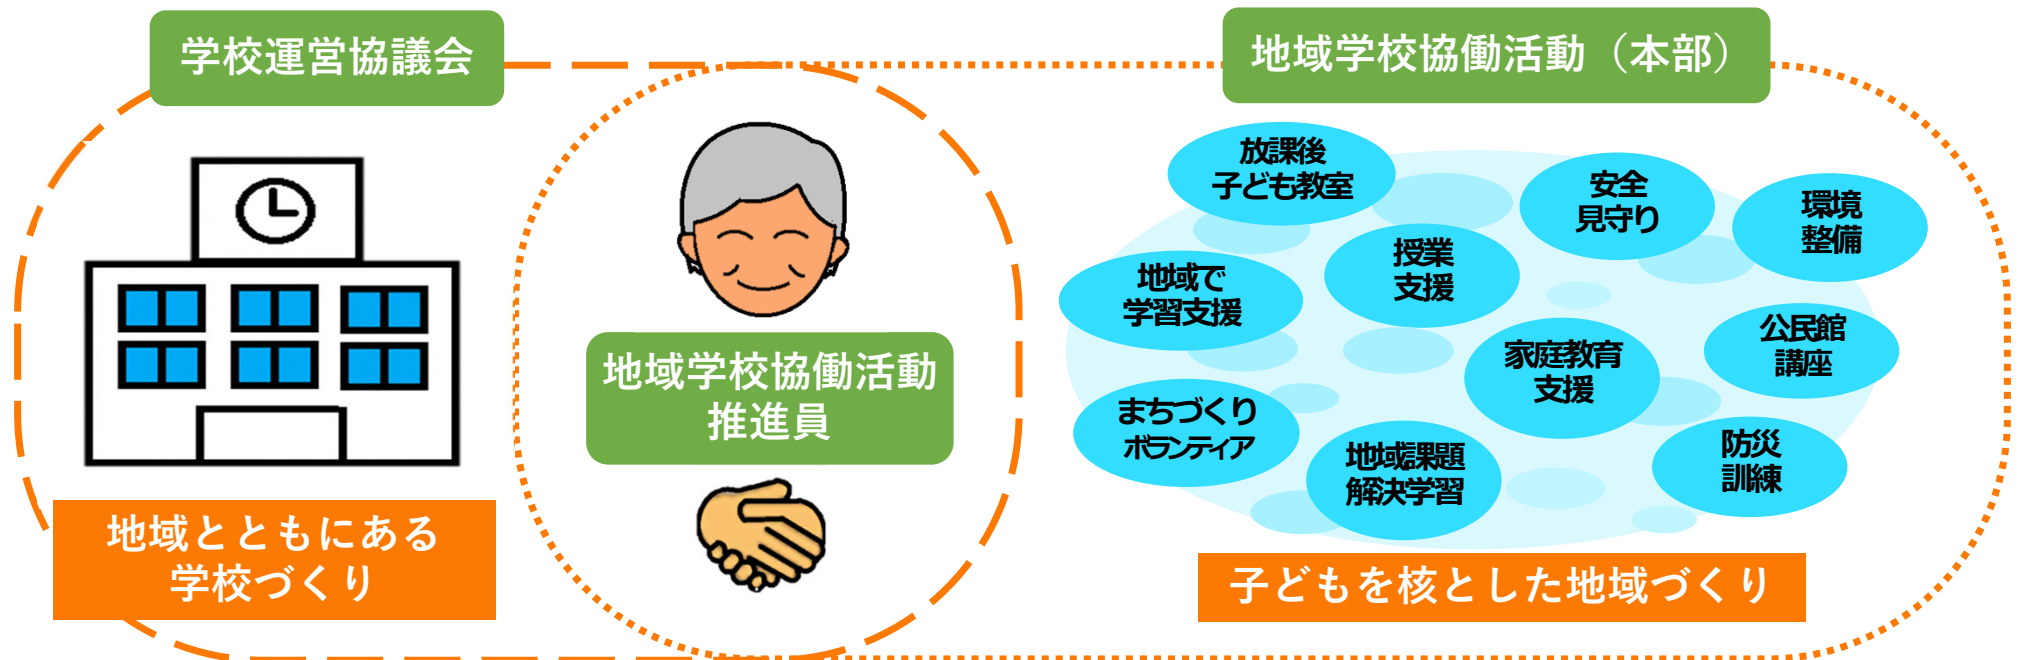 学校運営協議会
地域とともにある
学校づくり
地域学校協働活動
推進員
地域学校協働活動（本部）
放課後
子ども教室
安全
見守り
環境
整備
授業
支援
地域で
学習支援
公民館
講座
家庭教育
支援
まちづくり
ボランティア
地域課題
解決学習
防災
訓練
子どもを核とした地域づくり